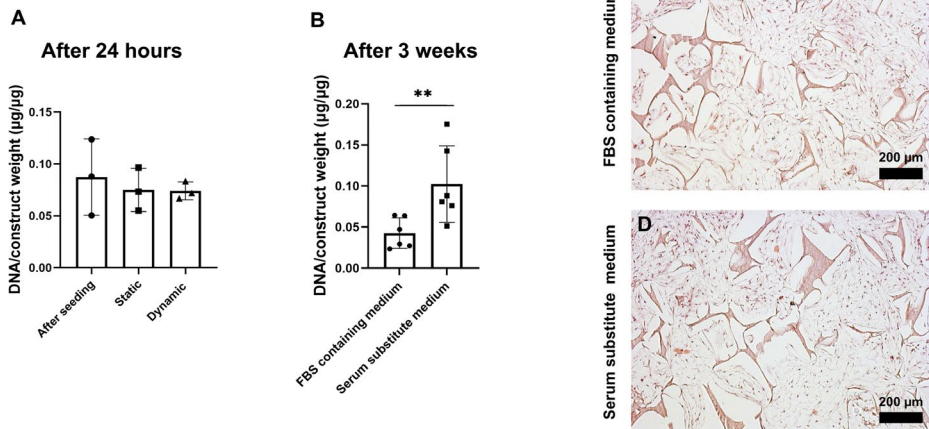 A
After 24 hours
DNA/construct weight (µg/µg)
0.15
0.10
0.05
0.00
After seeding
Static
Dynamic
B
After 3 weeks
**
DNA/construct weight (µg/µg)
0.20
0.15
0.10
0.05
0.00
FBS containing medium
Serum substitute medium
FBS containing medium
200 µm
D
Serum substitute medium
200 µm